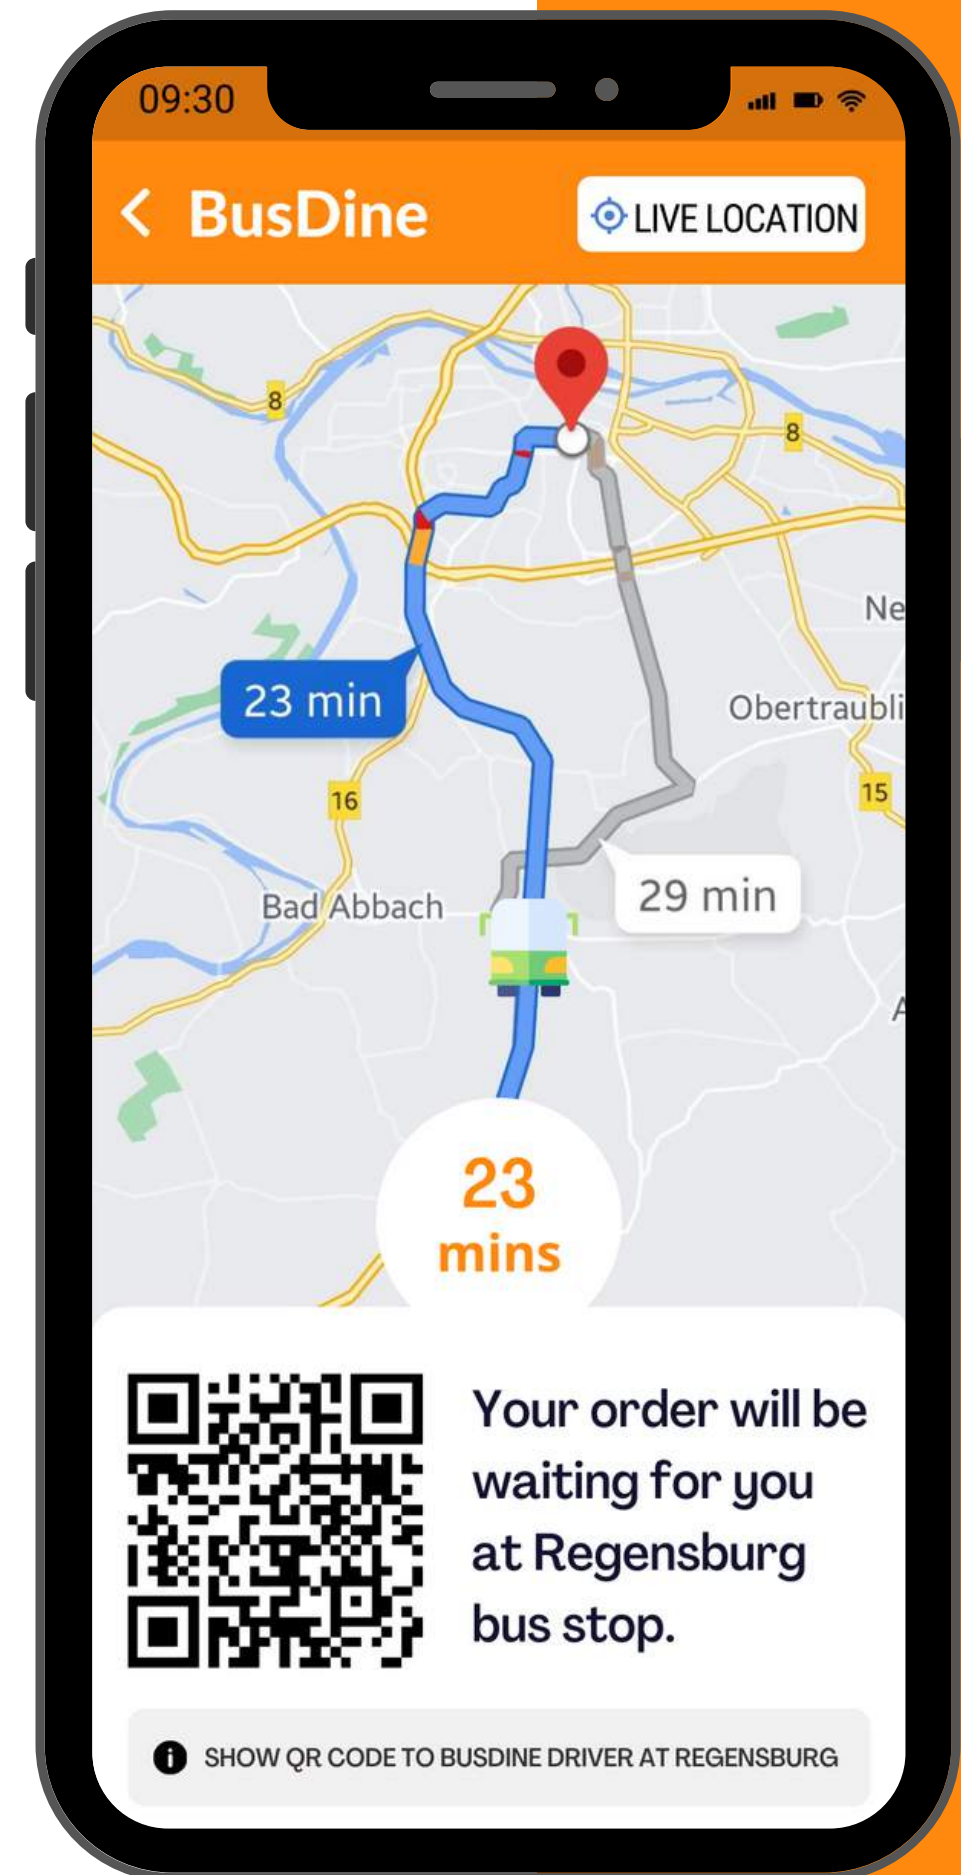 09:30
BusDine
LIVE LOCATION
8
8
Ne
23 min
Obertraubli
16
15
29 min
Bad Abbach
A
23
mins
Your order will be
waiting for you
at Regensburg
bus stop.
SHOW QR CODE TO BUSDINE DRIVER AT REGENSBURG